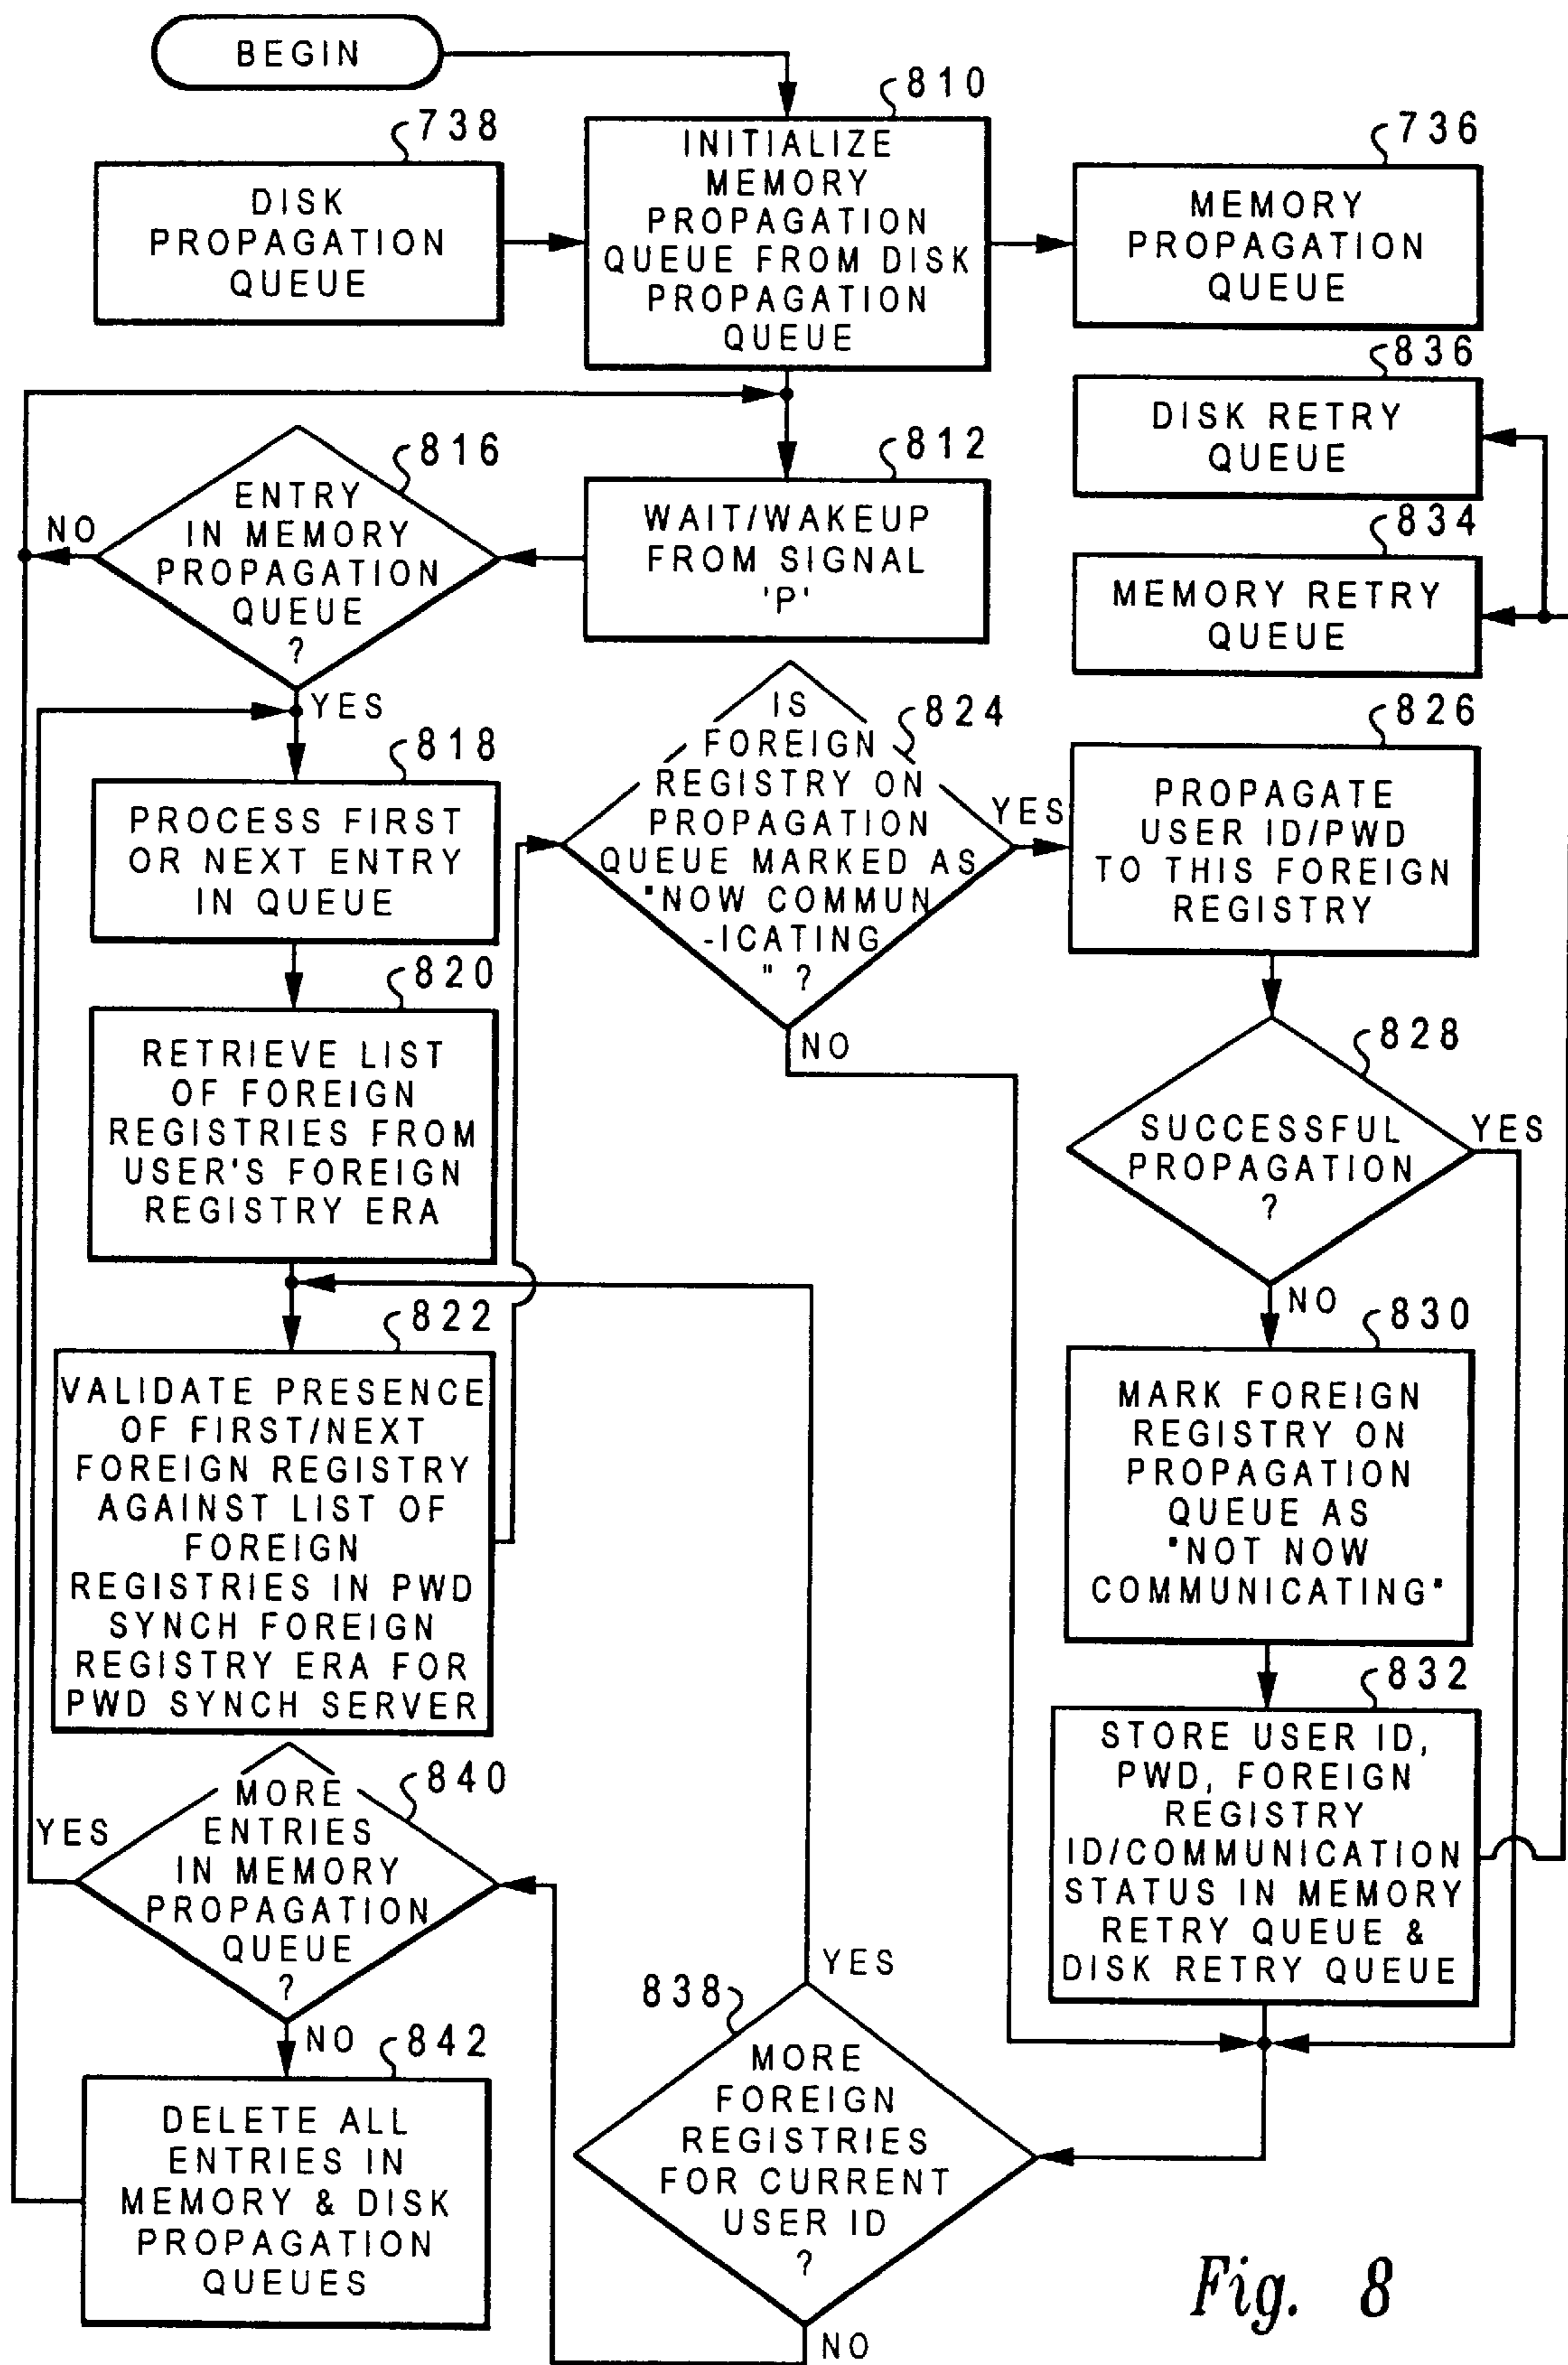 BEGIN
810
738
736
DISK
PROPAGATION
QUEUE
INITIALIZE
MEMORY
PROPAGATION
QUEUE FROM DISK
PROPAGATION
QUEUE
MEMORY
PROPAGATION
QUEUE
836
DISK RETRY
QUEUE
816
ENTRY
IN MEMORY
PROPAGATION
QUEUE
?
NO
YES
812
WAIT/WAKEUP
FROM SIGNAL
'P'
834
MEMORY RETRY
QUEUE
818
PROCESS FIRST
OR NEXT ENTRY
IN QUEUE
824
IS
FOREIGN
REGISTRY ON
PROPAGATION
QUEUE MARKED AS
"NOW COMMUN
-ICATING
" ?
YES
NO
826
PROPAGATE
USER ID/PWD
TO THIS FOREIGN
REGISTRY
820
RETRIEVE LIST
OF FOREIGN
REGISTRIES FROM
USER'S FOREIGN
REGISTRY ERA
828
SUCCESSFUL
PROPAGATION
?
YES
NO
822
VALIDATE PRESENCE
OF FIRST/NEXT
FOREIGN REGISTRY
AGAINST LIST OF
FOREIGN
REGISTRIES IN PWD
SYNCH FOREIGN
REGISTRY ERA FOR
PWD SYNCH SERVER
830
MARK FOREIGN
REGISTRY ON
PROPAGATION
QUEUE AS
"NOT NOW
COMMUNICATING"
832
STORE USER ID,
PWD, FOREIGN
REGISTRY
ID/COMMUNICATION
STATUS IN MEMORY
RETRY QUEUE &
DISK RETRY QUEUE
840
MORE
ENTRIES
IN MEMORY
PROPAGATION
QUEUE
?
YES
NO
838
YES
MORE
FOREIGN
REGISTRIES
FOR CURRENT
USER ID
?
NO
842
DELETE ALL
ENTRIES IN
MEMORY & DISK
PROPAGATION
QUEUES
Fig. 8